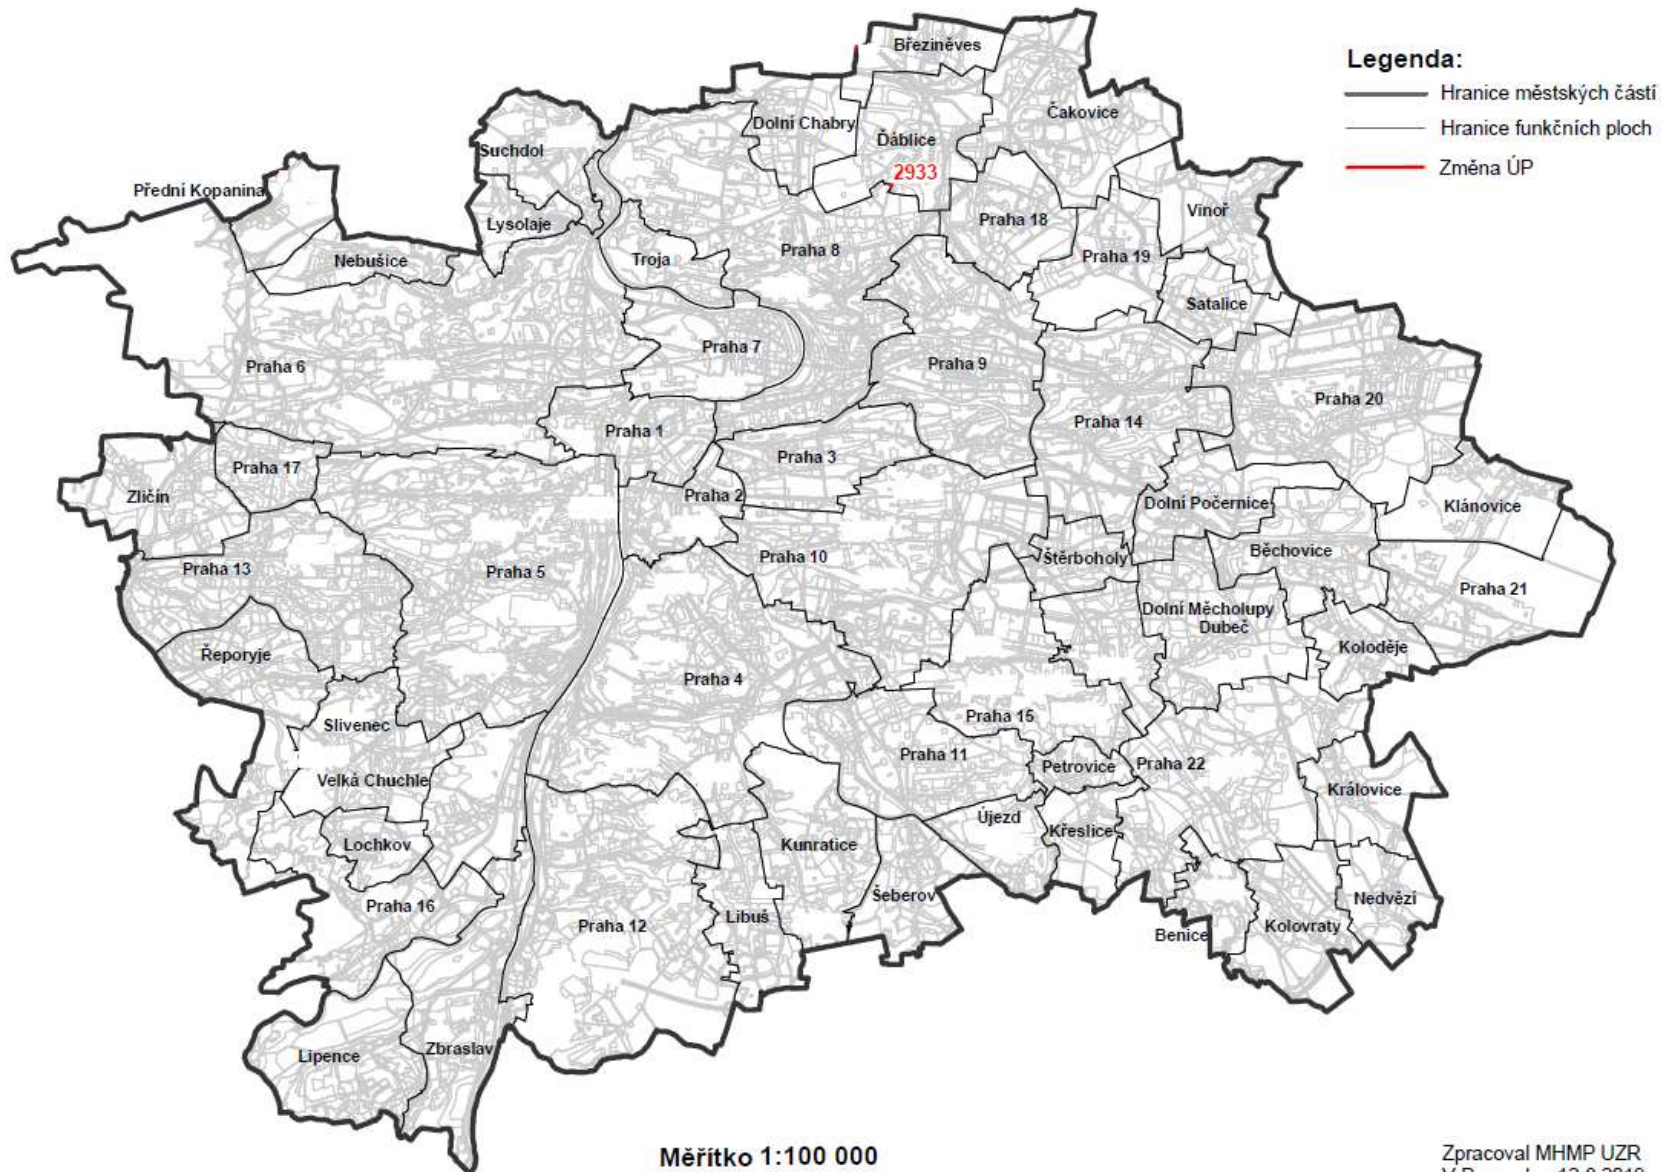 Březiněves
Legenda:
Hranice městských částí
Hranice funkčních ploch
Změna ÚP
Čakovice
Dolní Chabry
Ďáblice
Suchdol
2933
Přední Kopanina
Lysolaje
Praha 18
Vinoř
Praha 8
Troja
Nebušice
Praha 19
Satalice
Praha 7
Praha 6
Praha 9
Praha 20
Praha 14
Praha 1
Praha 3
Praha 17
Zličín
Praha 2
Dolní Počernice
Klánovice
Běchovice
Praha 10
Štěrboholy
Praha 13
Praha 5
Praha 21
Dolní Měcholupy
Dubeč
Koloděje
Řeporyje
Praha 4
Slivenec
Praha 15
Praha 11
Petrovice
Praha 22
Velká Chuchle
Královice
Újezd
Křeslice
Lochkov
Kunratice
Šeberov
Nedvězí
Praha 16
Libuš
Praha 12
Kolovraty
Benice
Lipence
Zbraslav
Měřítko 1:100 000
Zpracoval MHMP UZR